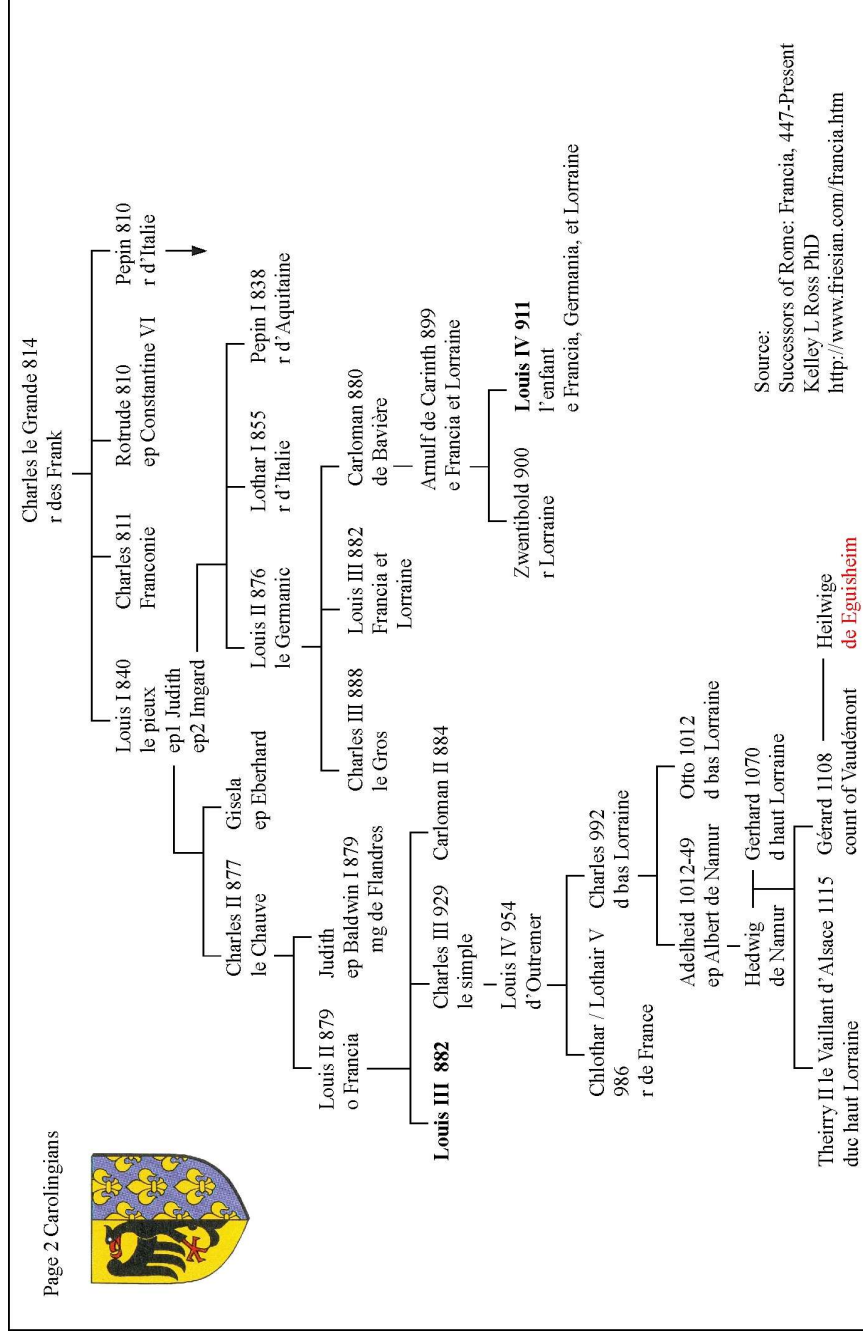 Page 2 Carolingians
Charles le Grande 814
r des Frank
Louis I 840
le pieux
ep1 Judith
ep2 Imgard
Charles 811
Franconie
Rotrude 810
ep Constantine VI
Pepin 810
r d'Italie
Charles II 877
le Chauve
Gisela
ep Eberhard
Louis II 876
le Germanic
Lothar I 855
r d'Italie
Pepin I 838
r d'Aquitaine
Louis II 879
o Francia
Judith
ep Baldwin I 879
mg de Flandres
Charles III 888
le Gros
Louis III 882
Francia et
Lorraine
Carloman 880
de Bavière
Louis III 882
Charles III 929
le simple
Carloman II 884
Arnulf de Carinth 899
e Francia et Lorraine
Louis IV 954
d'Outremer
Zwentibold 900
r Lorraine
Louis IV 911
l'enfant
e Francia, Germania, et Lorraine
Chlothar / Lothair V
986
r de France
Charles 992
d bas Lorraine
Adelheid 1012-49
ep Albert de Namur
Otto 1012
d bas Lorraine
Hedwig
de Namur
Gerhard 1070
d haut Lorraine
Theirry II le Vaillant d'Alsace 1115
duc haut Lorraine
Gérard 1108
count of Vaudémont
Heilwige
de Eguisheim
Source:
Successors of Rome: Francia, 447-Present
Kelley L Ross PhD
http://www.friesian.com/francia.htm